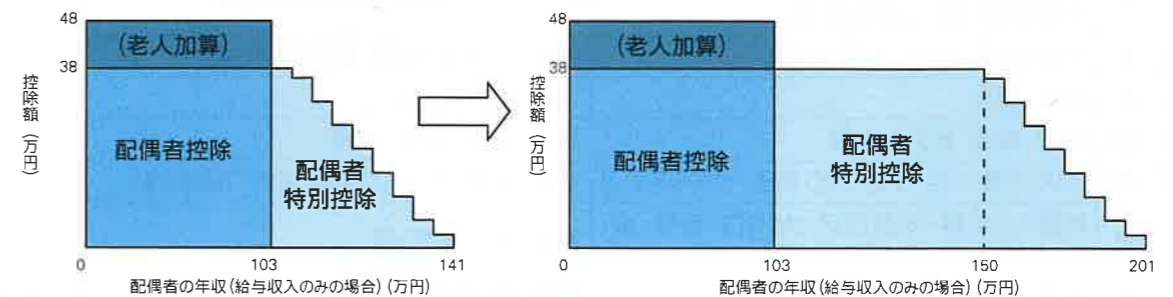 48
(老人加算)
38
控除額(万円)
配偶者控除
配偶者
特別控除
0
103
141
配偶者の年収(給与収入のみの場合)(万円)
48
(老人加算)
38
控除額(万円)
配偶者控除
配偶者
特別控除
0
103
150
201
配偶者の年収(給与収入のみの場合)(万円)